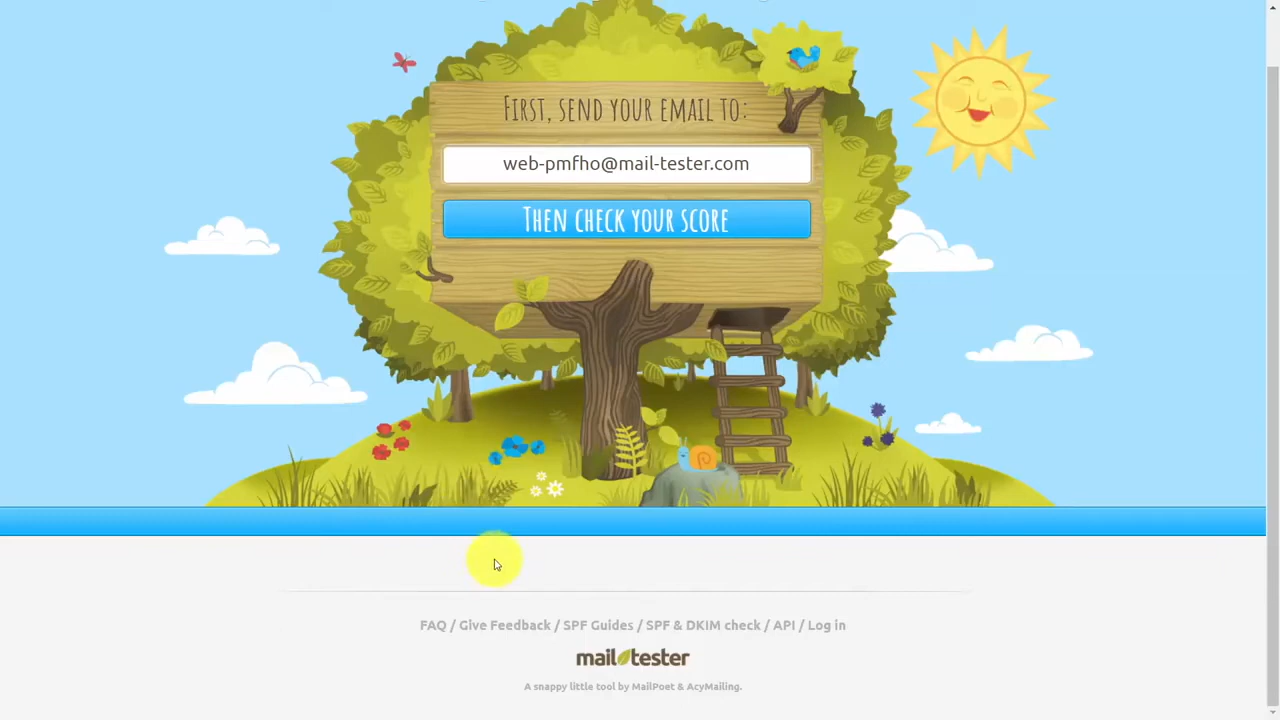 First, send your email to:
web-pmfho@mail-tester.com
Then check your score
FAQ / Give Feedback / SPF Guides / SPF & DKIM check / API / Log in
mail tester
A snappy little tool by MailPoet & AcyMailing.